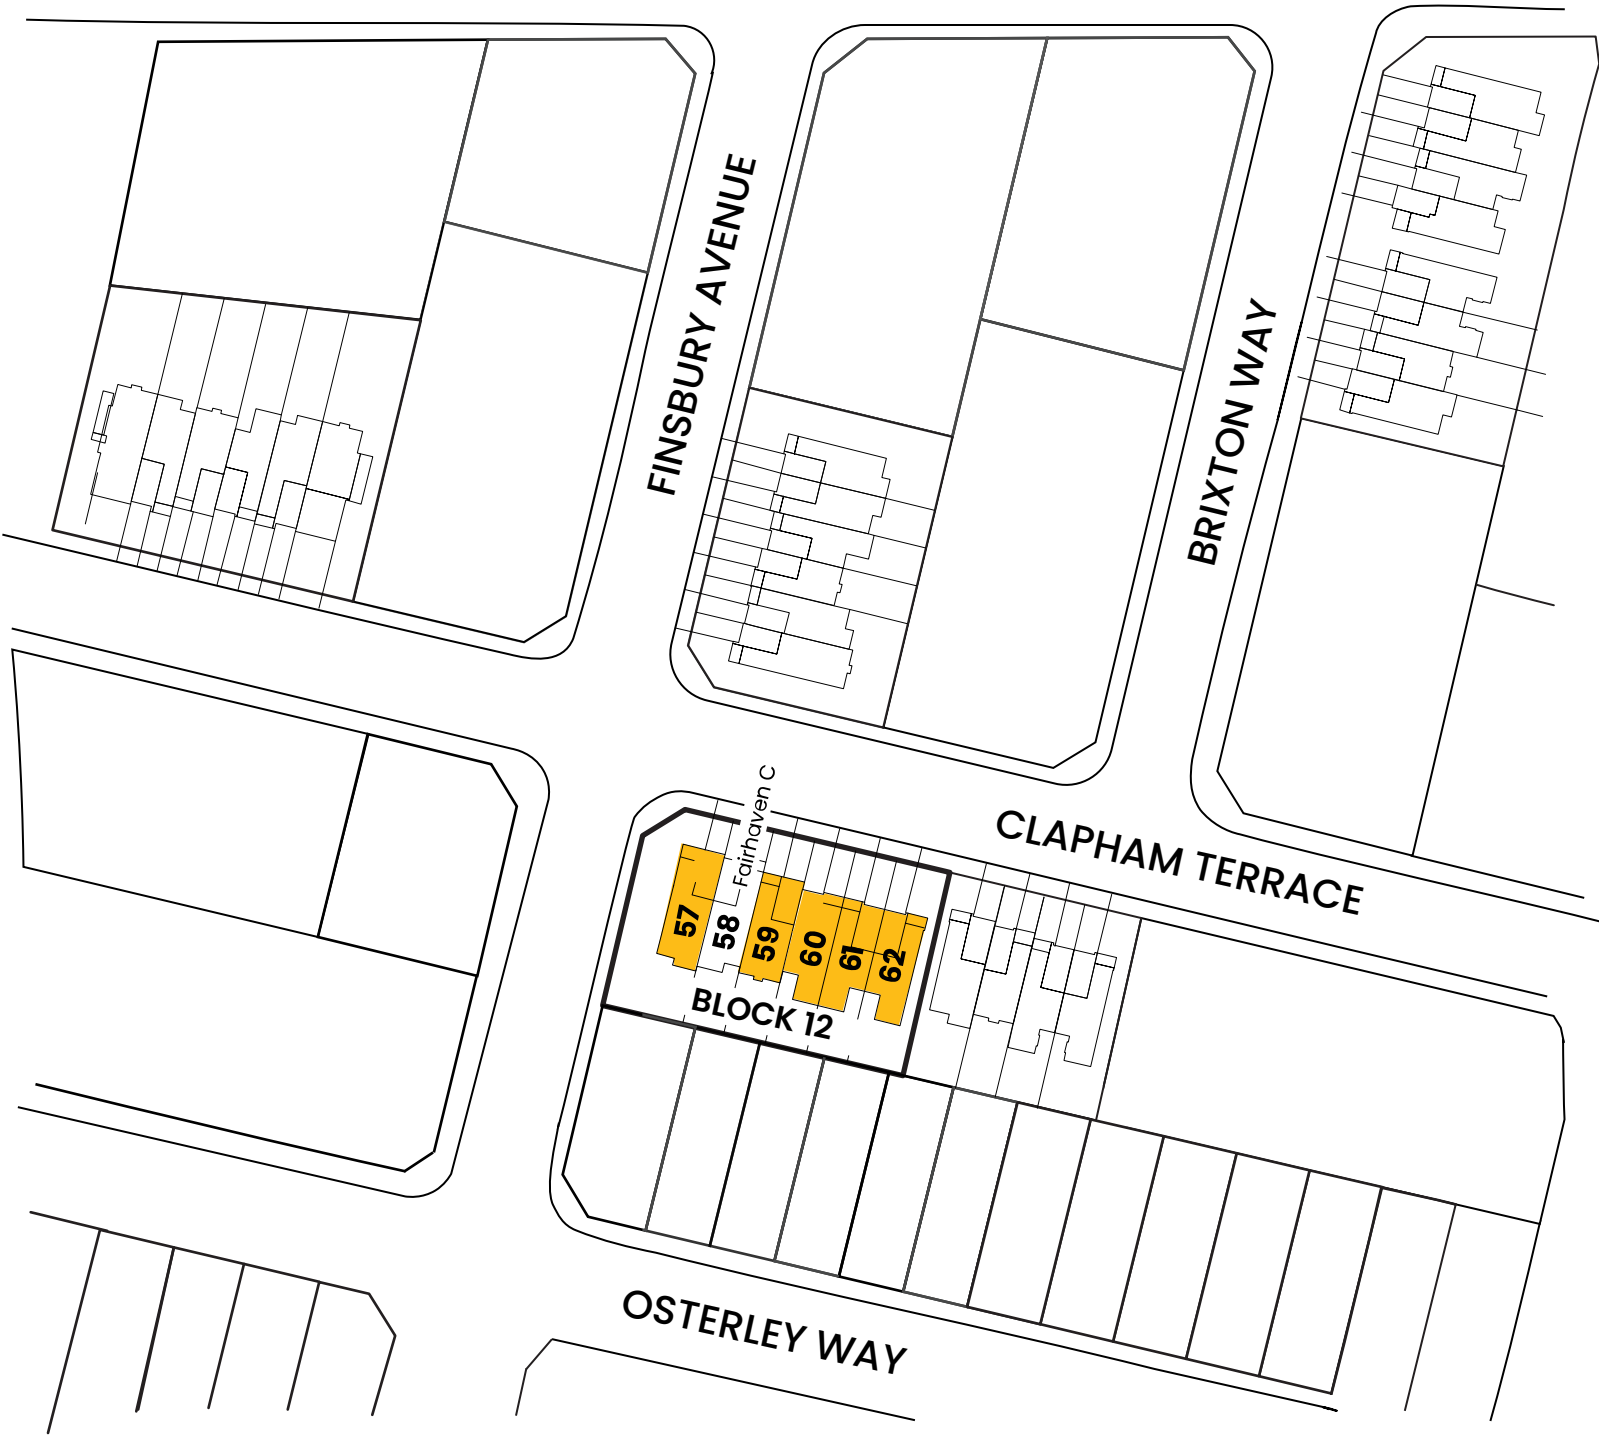 FINSBURY AVENUE
BRIXTON WAY
CLAPHAM TERRACE
Fairhaven C
57
58
59
60
61
62
BLOCK 12
OSTERLEY WAY